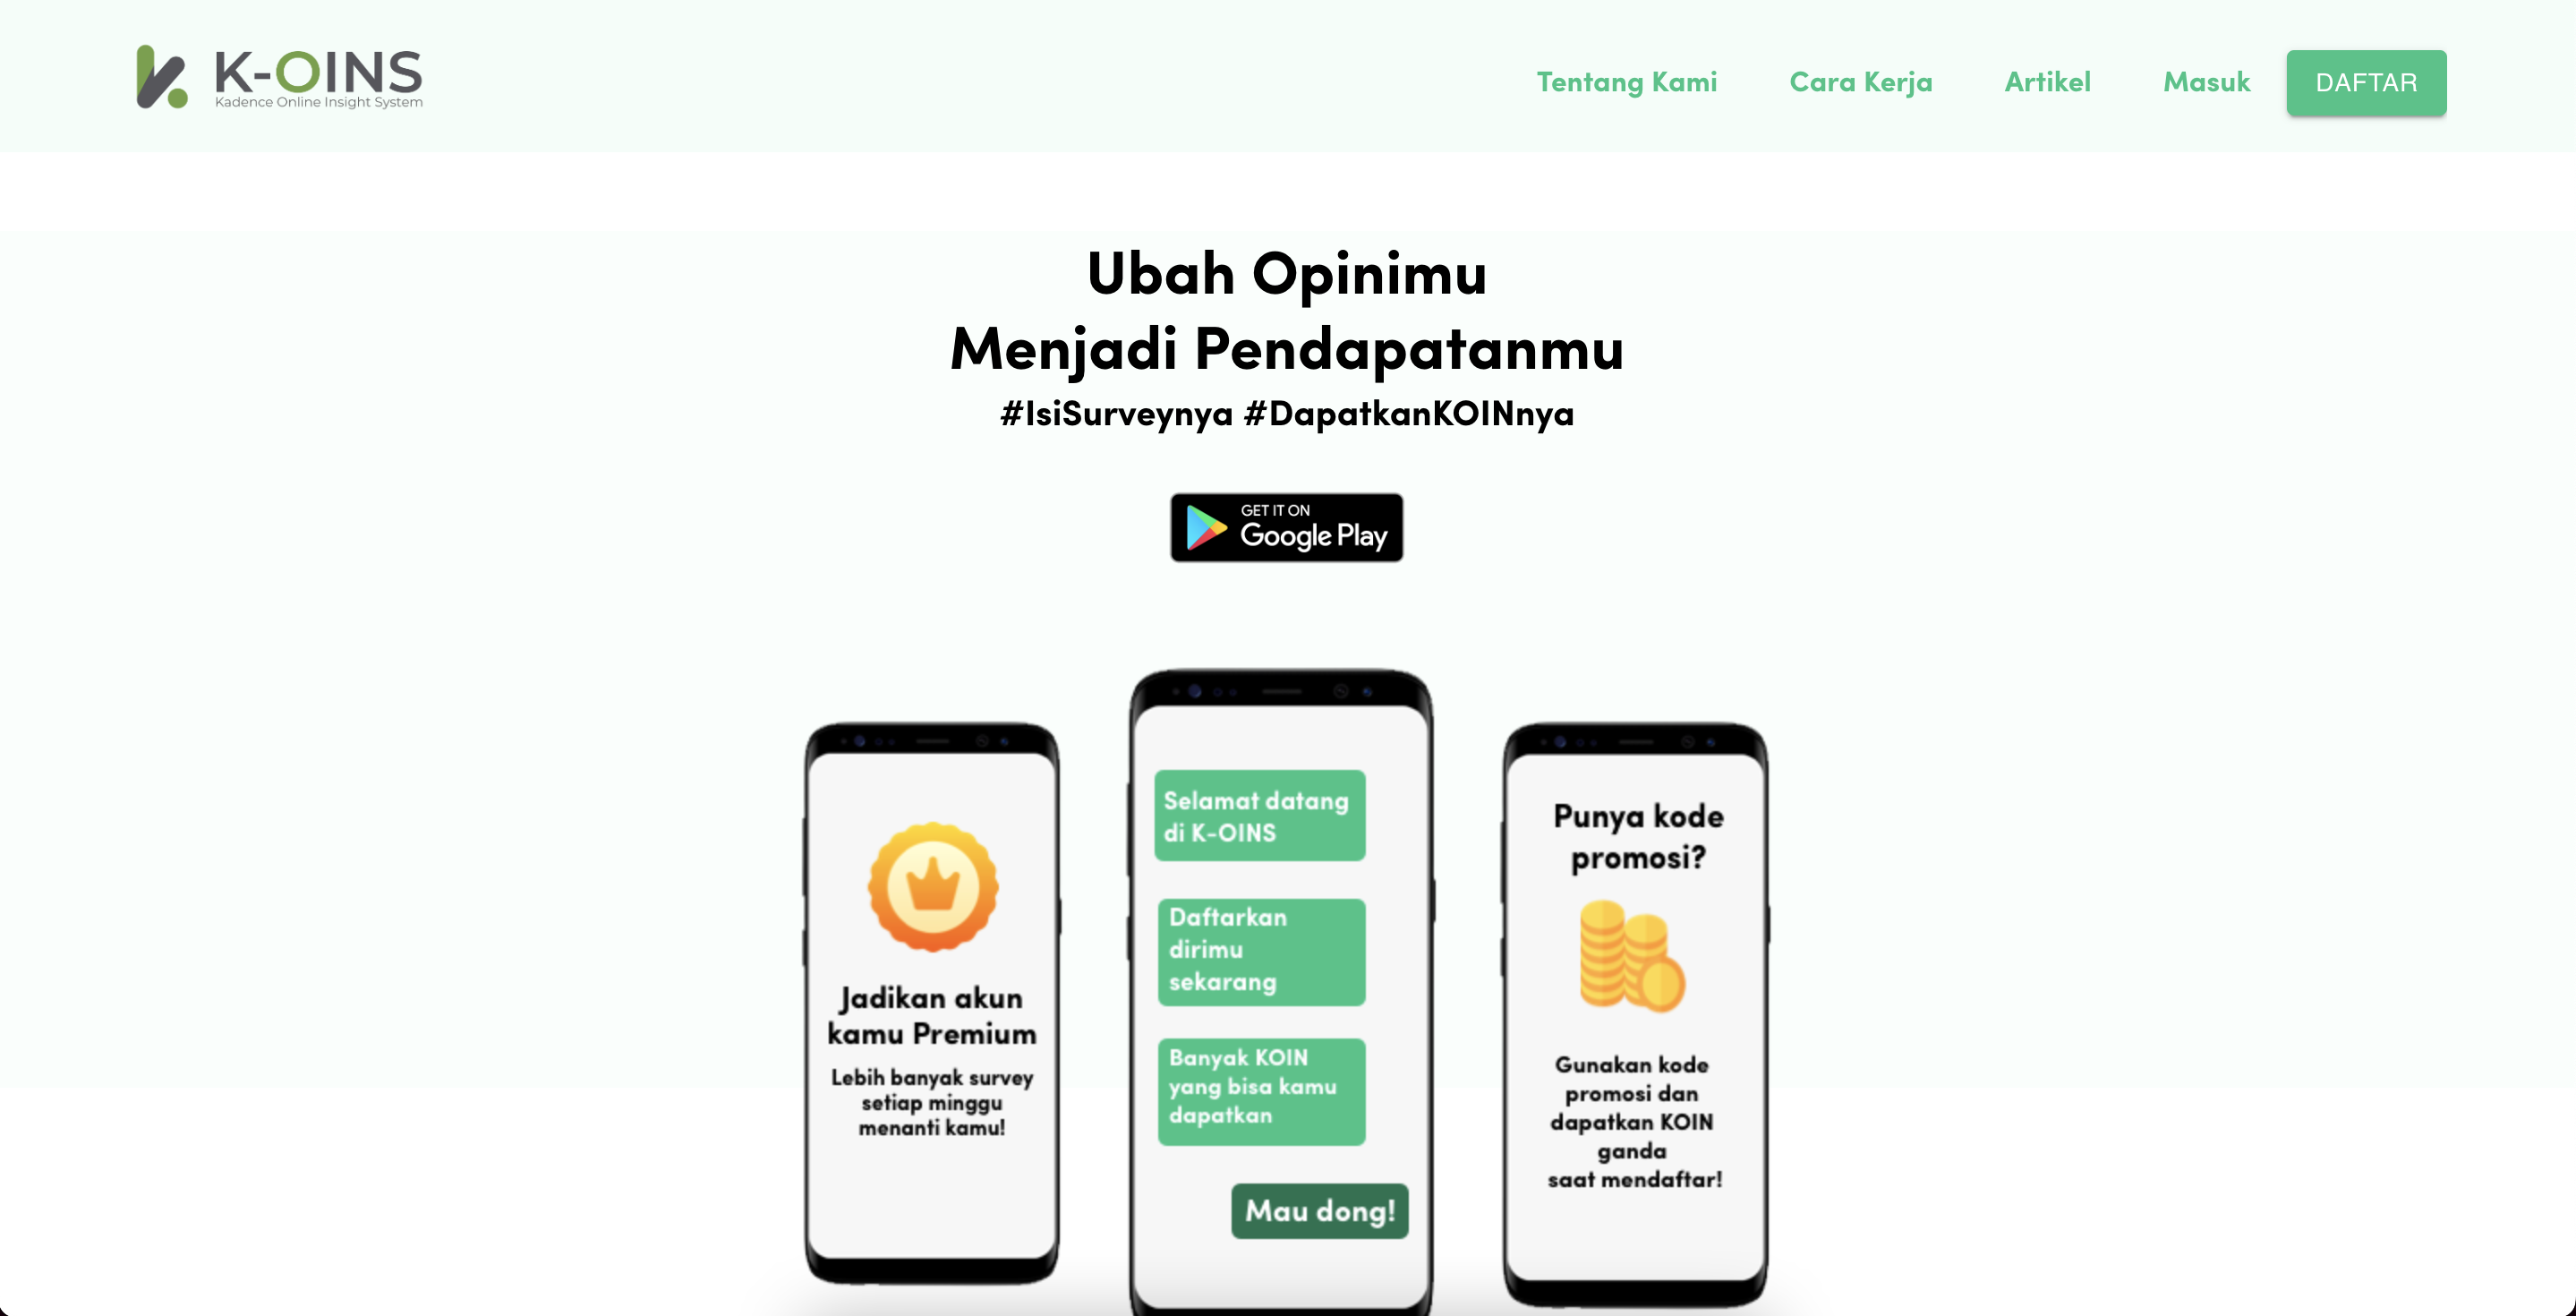 K-OINS
Kadence Online Insight System
Tentang Kami
Cara Kerja
Artikel
Masuk
DAFTAR
Ubah Opinimu
Menjadi Pendapatanmu
#IsiSurveynya #DapatkanKOINnya
GET IT ON
Google Play
Jadikan akun
kamu Premium
Lebih banyak survey
setiap minggu
menanti kamu!
Selamat datang
di K-OINS
Daftarkan
dirimu
sekarang
Banyak KOIN
yang bisa kamu
dapatkan
Mau dong!
Punya kode
promosi?
Gunakan kode
promosi dan
dapatkan KOIN
ganda
saat mendaftar!